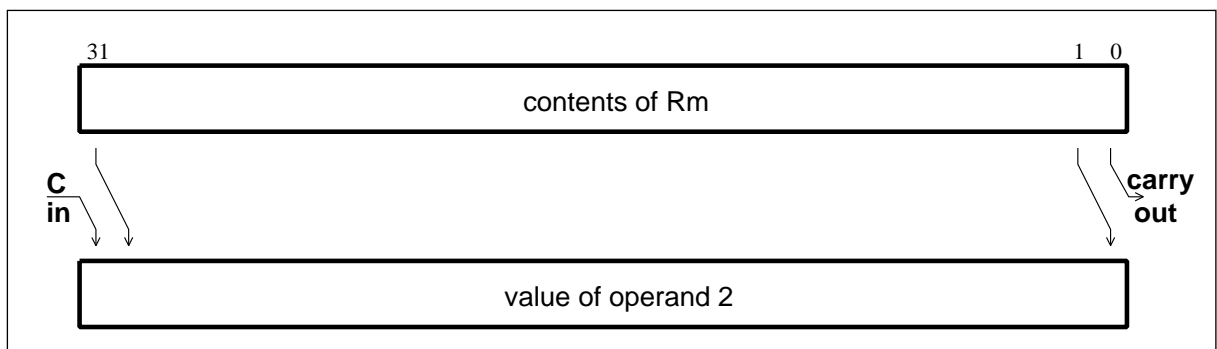 31 1 0
contents of Rm
C
in
carry
out
value of operand 2